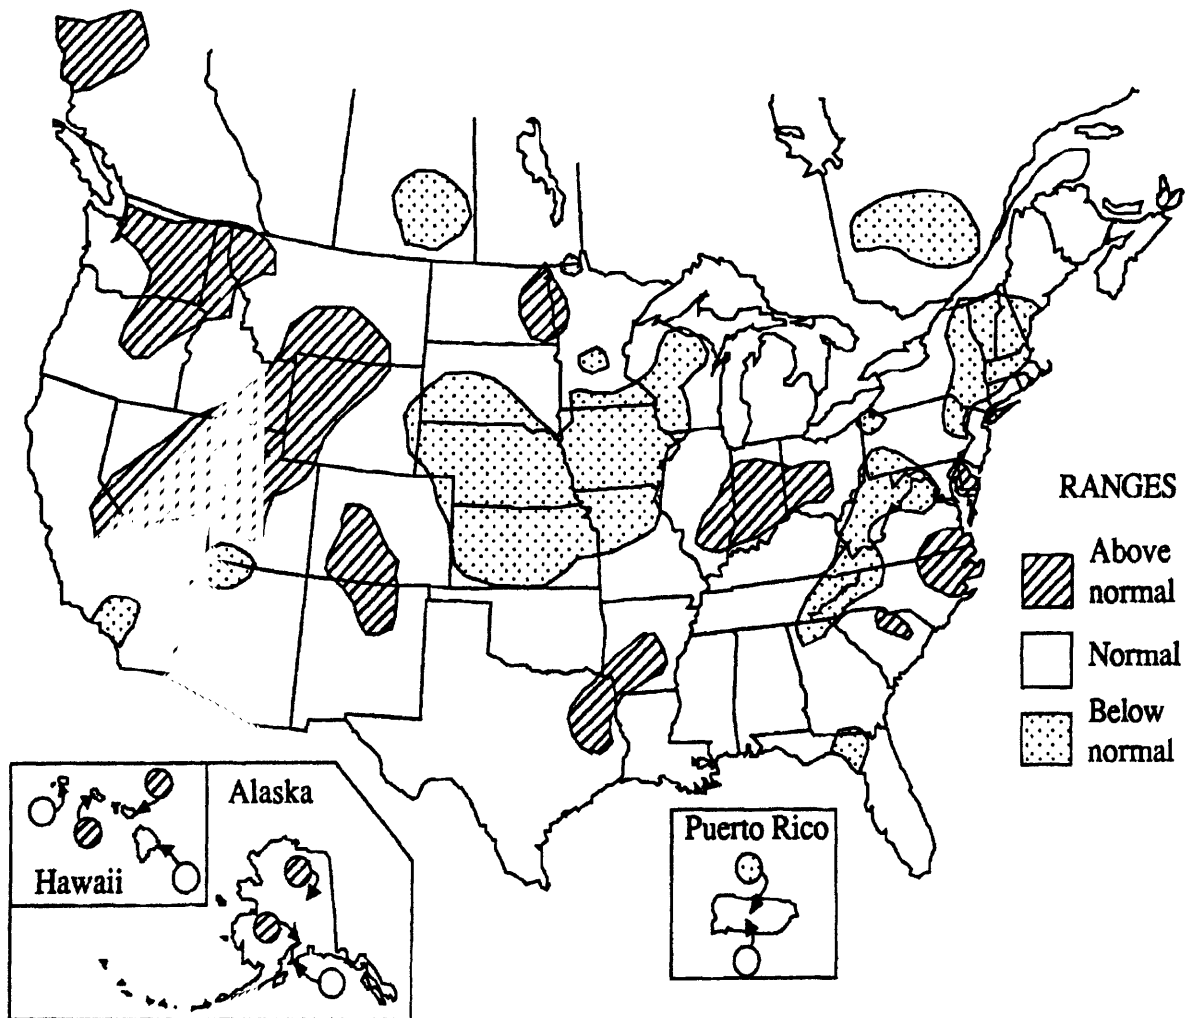 RANGES
Above
normal
Normal
Below
normal
Alaska
Hawaii
Puerto Rico